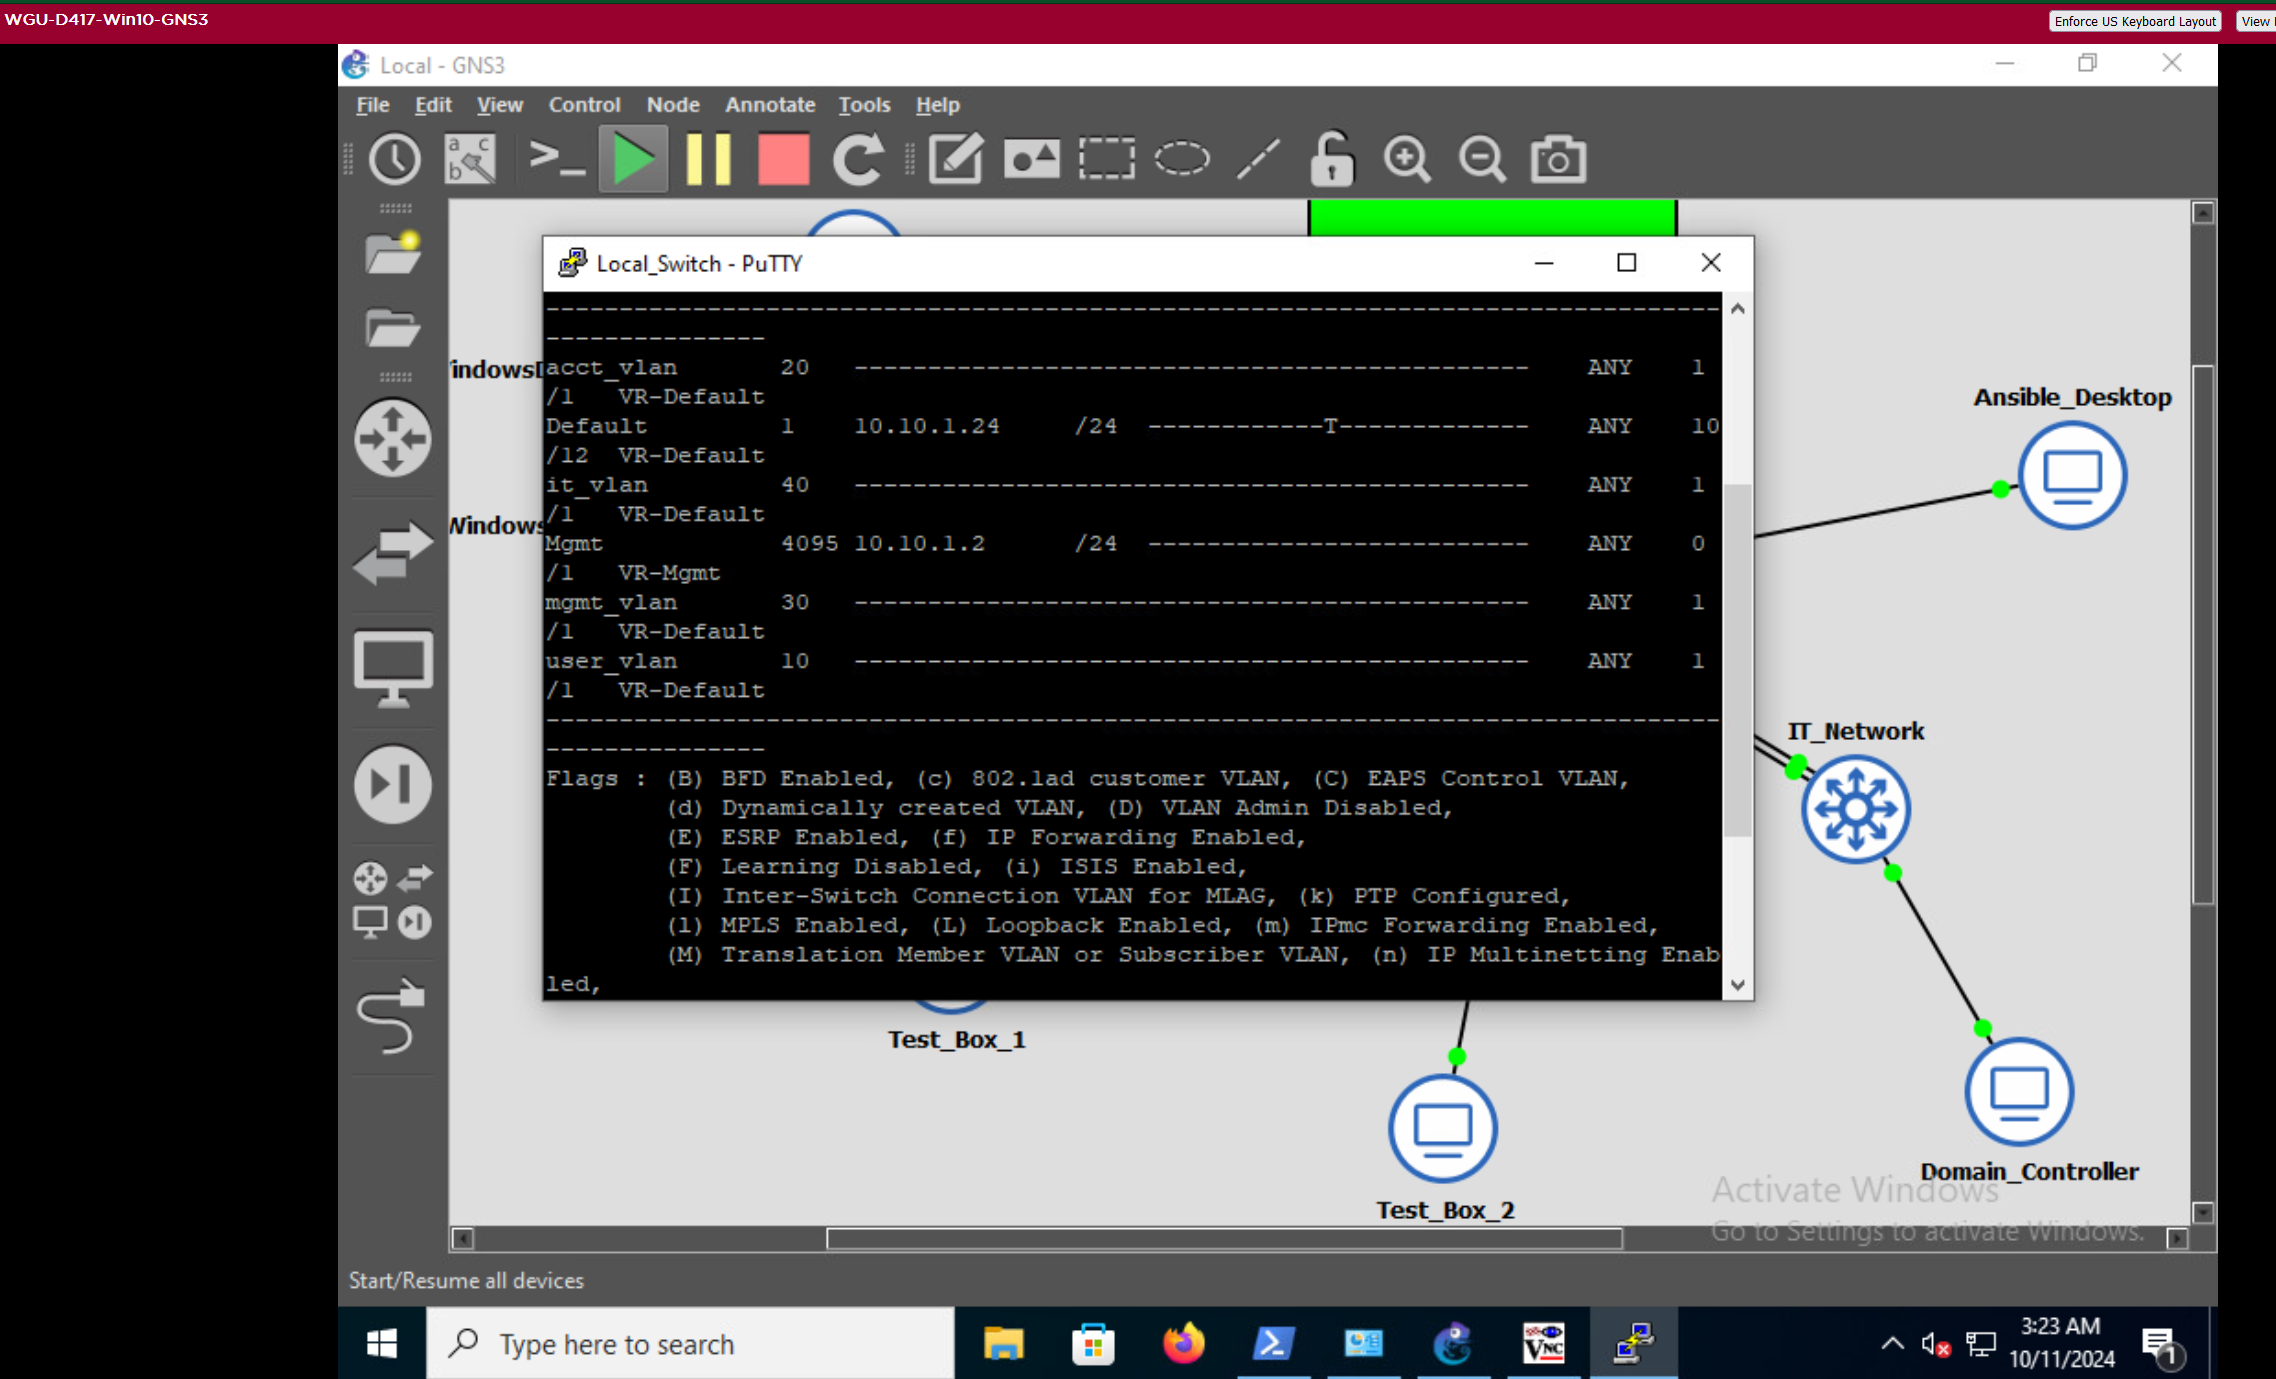 WGU-D417-Win10-GNS3
Enforce US Keyboard Layout
View
Local - GNS3
File Edit View Control Node Annotate Tools Help
Local_Switch - PuTTY
--------------------------------------------------------------------------------
---------------
acct_vlan       20   ----------------------------------------------    ANY    1
/1   VR-Default
Default         1    10.10.1.24     /24  ------------T-------------    ANY    10
/12  VR-Default
it_vlan         40   ----------------------------------------------    ANY    1
/1   VR-Default
Mgmt            4095 10.10.1.2      /24  --------------------------    ANY    0
/1   VR-Mgmt
mgmt_vlan       30   ----------------------------------------------    ANY    1
/1   VR-Default
user_vlan       10   ----------------------------------------------    ANY    1
/1   VR-Default
--------------------------------------------------------------------------------
---------------
Flags : (B) BFD Enabled, (c) 802.1ad customer VLAN, (C) EAPS Control VLAN,
(d) Dynamically created VLAN, (D) VLAN Admin Disabled,
(E) ESRP Enabled, (f) IP Forwarding Enabled,
(F) Learning Disabled, (i) ISIS Enabled,
(I) Inter-Switch Connection VLAN for MLAG, (k) PTP Configured,
(l) MPLS Enabled, (L) Loopback Enabled, (m) IPmc Forwarding Enabled,
(M) Translation Member VLAN or Subscriber VLAN, (n) IP Multinetting Enab
led,
Ansible_Desktop
IT_Network
Test_Box_1
Test_Box_2
Domain_Controller
Activate Windows
Go to Settings to activate Windows.
Start/Resume all devices
Type here to search
VNC
3:23 AM
10/11/2024
1